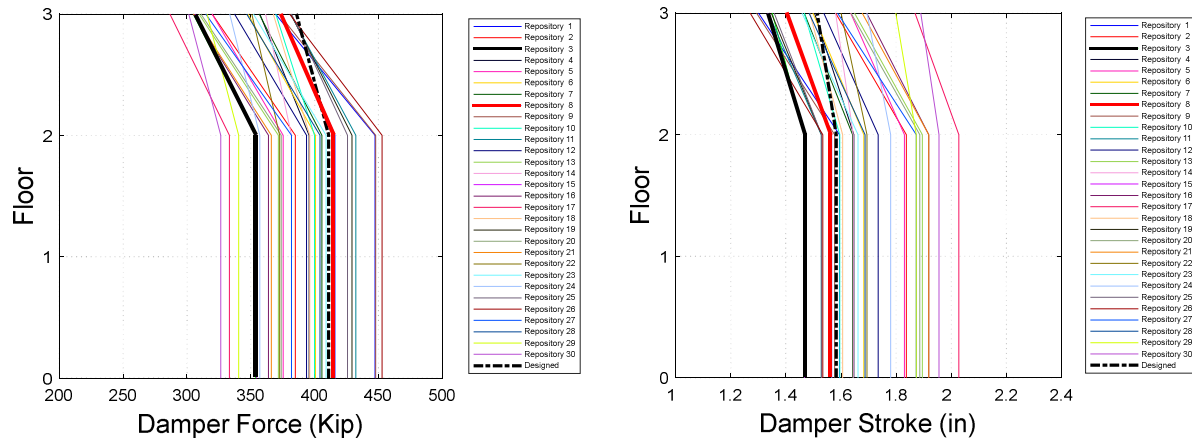 3
2
1
0
Floor
200
250
300
350
400
450
500
Damper Force (Kip)
Repository 1
Repository 2
Repository 3
Repository 4
Repository 5
Repository 6
Repository 7
Repository 8
Repository 9
Repository 10
Repository 11
Repository 12
Repository 13
Repository 14
Repository 15
Repository 16
Repository 17
Repository 18
Repository 19
Repository 20
Repository 21
Repository 22
Repository 23
Repository 24
Repository 25
Repository 26
Repository 27
Repository 28
Repository 29
Repository 30
Designed
3
2
1
0
Floor
1
1.2
1.4
1.6
1.8
2
2.2
2.4
Damper Stroke (in)
Repository 1
Repository 2
Repository 3
Repository 4
Repository 5
Repository 6
Repository 7
Repository 8
Repository 9
Repository 10
Repository 11
Repository 12
Repository 13
Repository 14
Repository 15
Repository 16
Repository 17
Repository 18
Repository 19
Repository 20
Repository 21
Repository 22
Repository 23
Repository 24
Repository 25
Repository 26
Repository 27
Repository 28
Repository 29
Repository 30
Designed